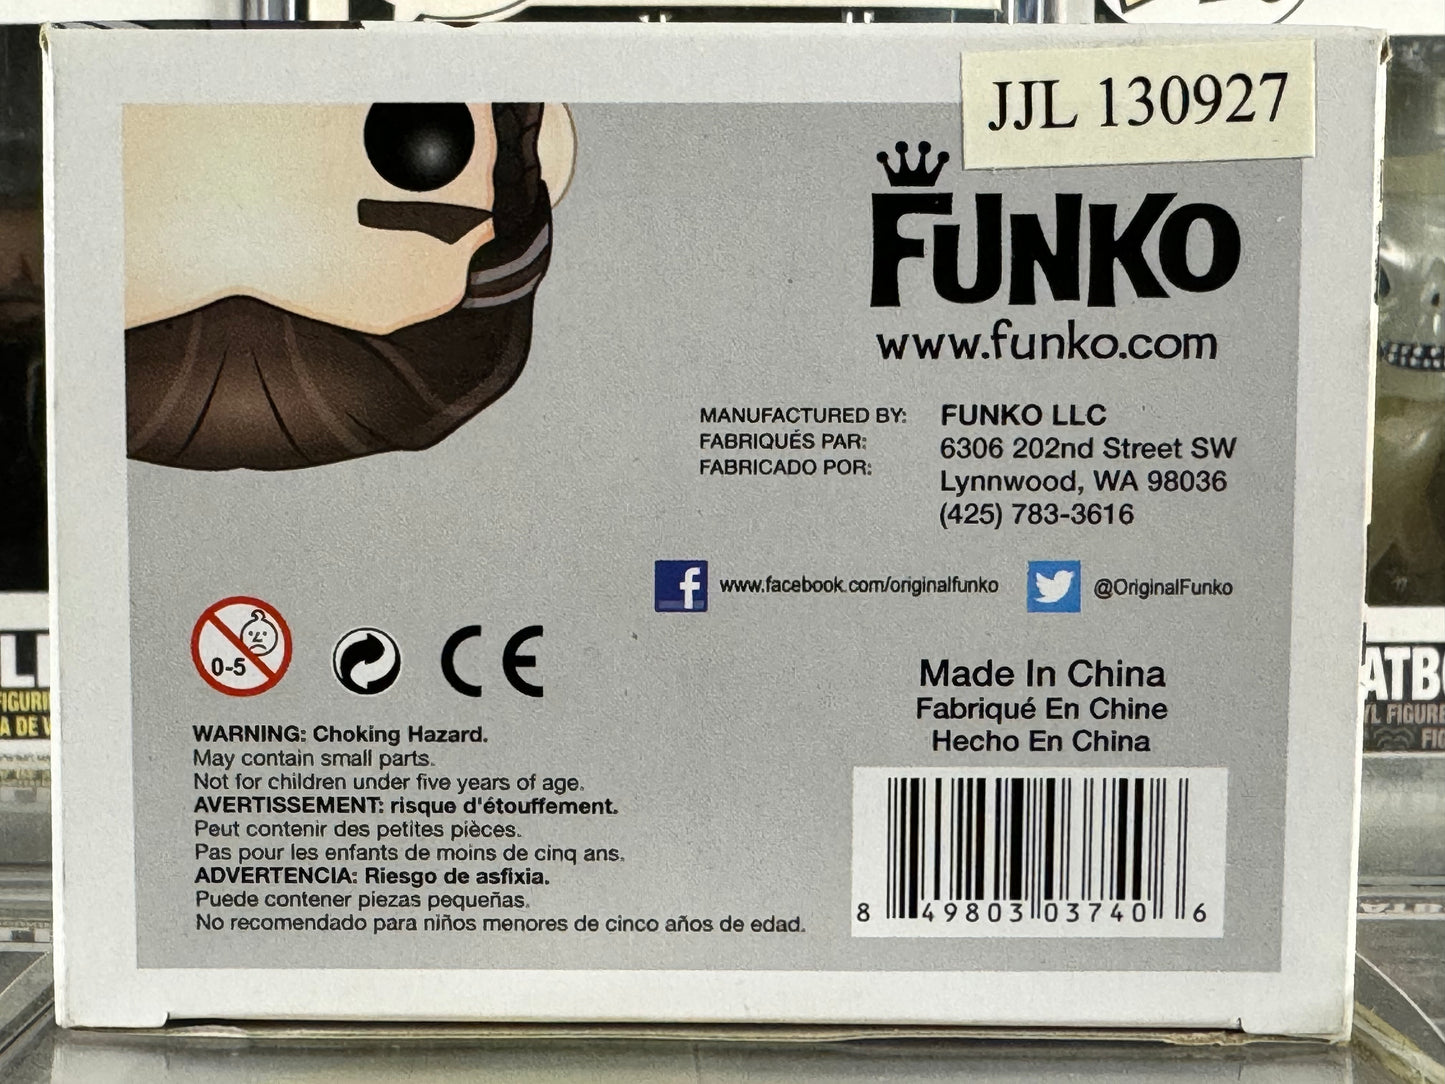 JJL 130927
FUNKO
www.funko.com
MANUFACTURED BY:
FABRIQUÉS PAR:
FABRICADO POR:
FUNKO LLC
6306 202nd Street SW
Lynnwood, WA 98036
(425) 783-3616
f www.facebook.com/originalfunko
@OriginalFunko
0-5
CE
WARNING: Choking Hazard.
May contain small parts.
Not for children under five years of age.
AVERTISSEMENT: risque d'étouffement.
Peut contenir des petites pièces.
Pas pour les enfants de moins de cinq ans.
ADVERTENCIA: Riesgo de asfixia.
Puede contener piezas pequeñas.
No recomendado para niños menores de cinco años de edad.
Made In China
Fabriqué En Chine
Hecho En China
8 49803 03740 6